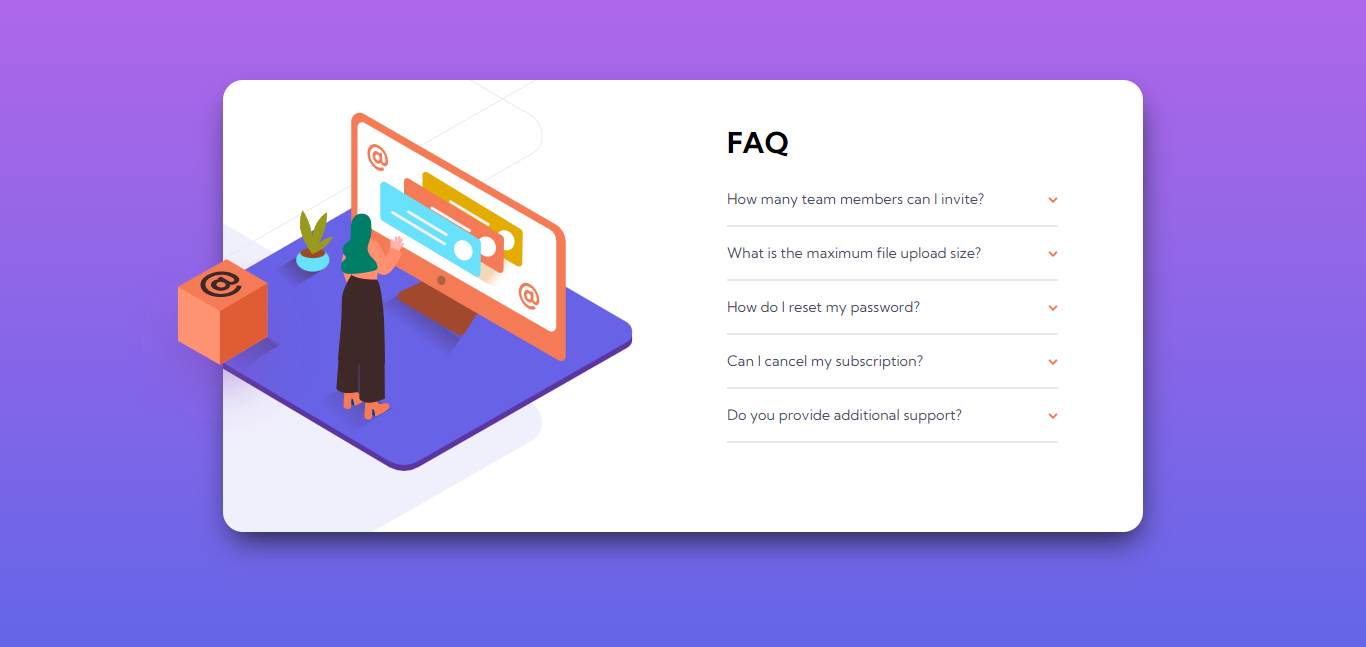 @
@
@
FAQ
How many team members can I invite?
What is the maximum file upload size?
How do I reset my password?
Can I cancel my subscription?
Do you provide additional support?